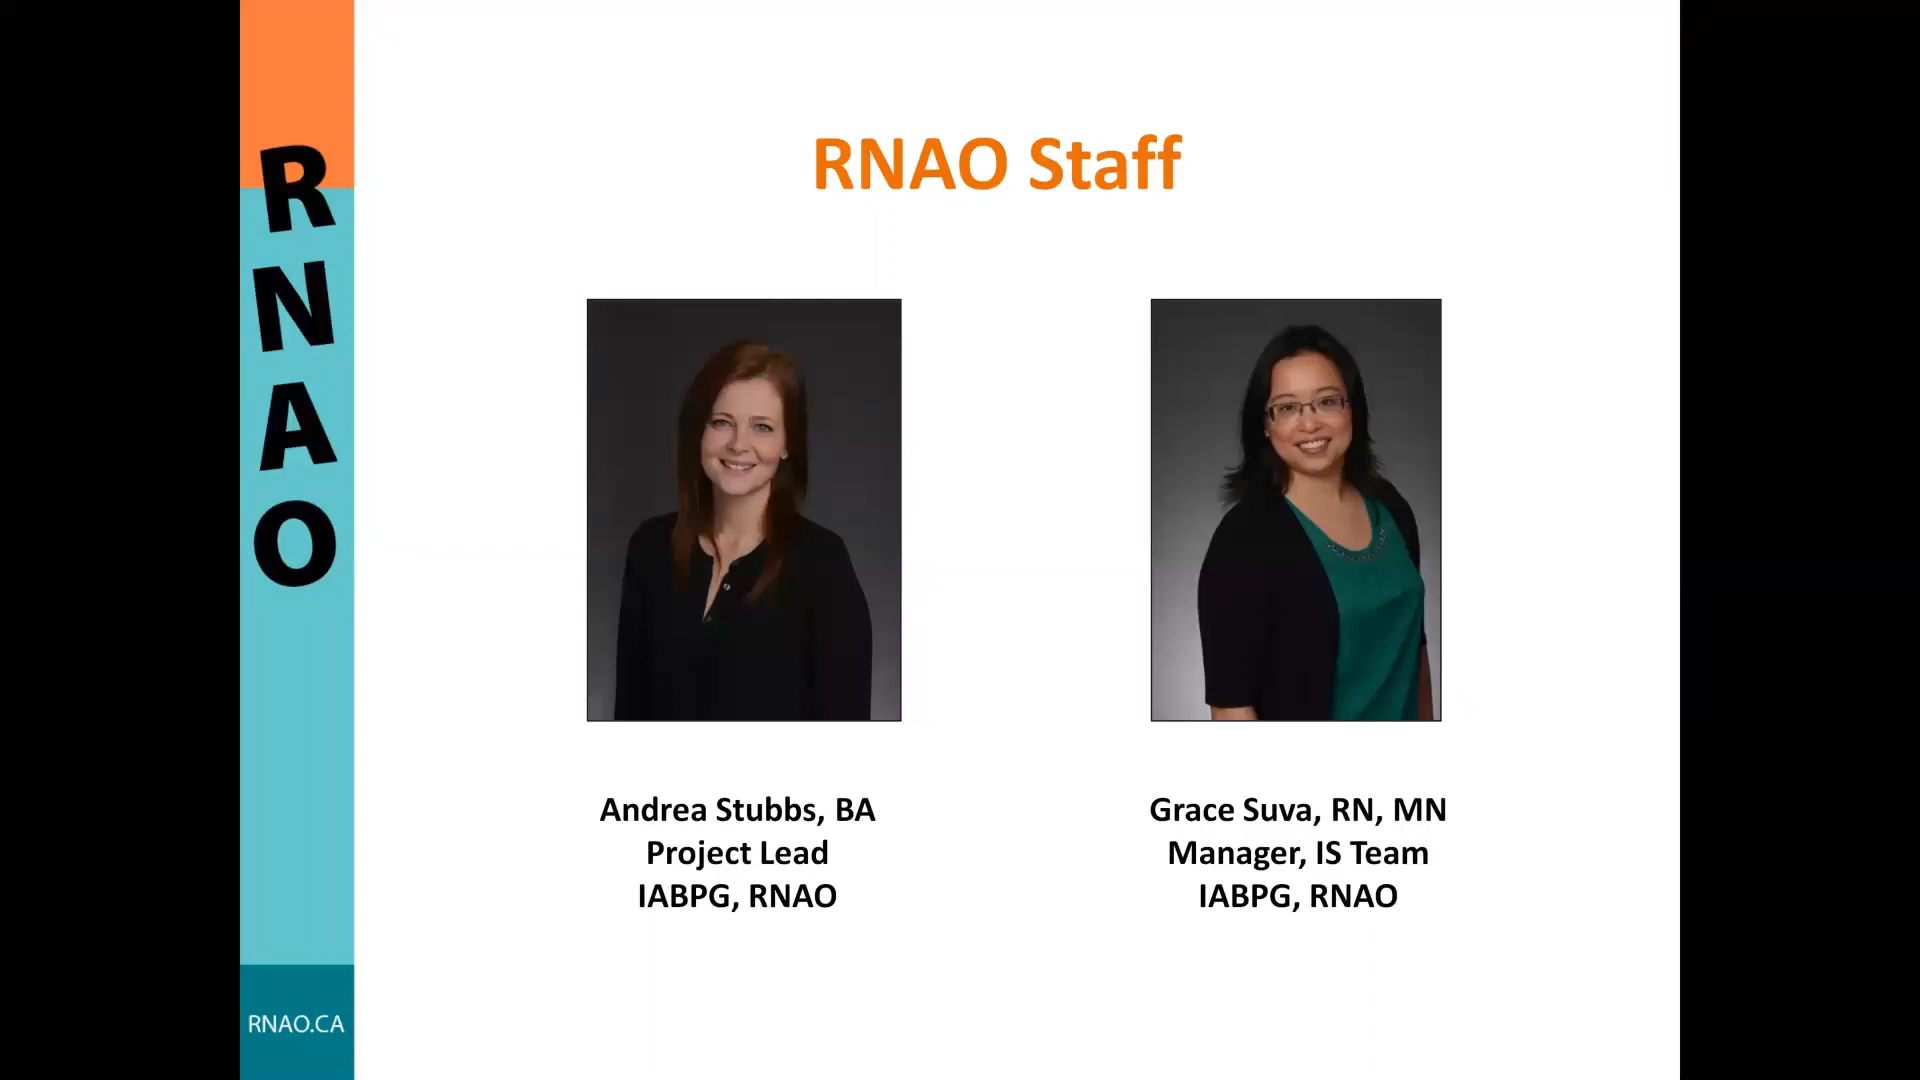 RNAO
RNAO Staff
Andrea Stubbs, BA
Project Lead
IABPG, RNAO
Grace Suva, RN, MN
Manager, IS Team
IABPG, RNAO
RNAO.CA